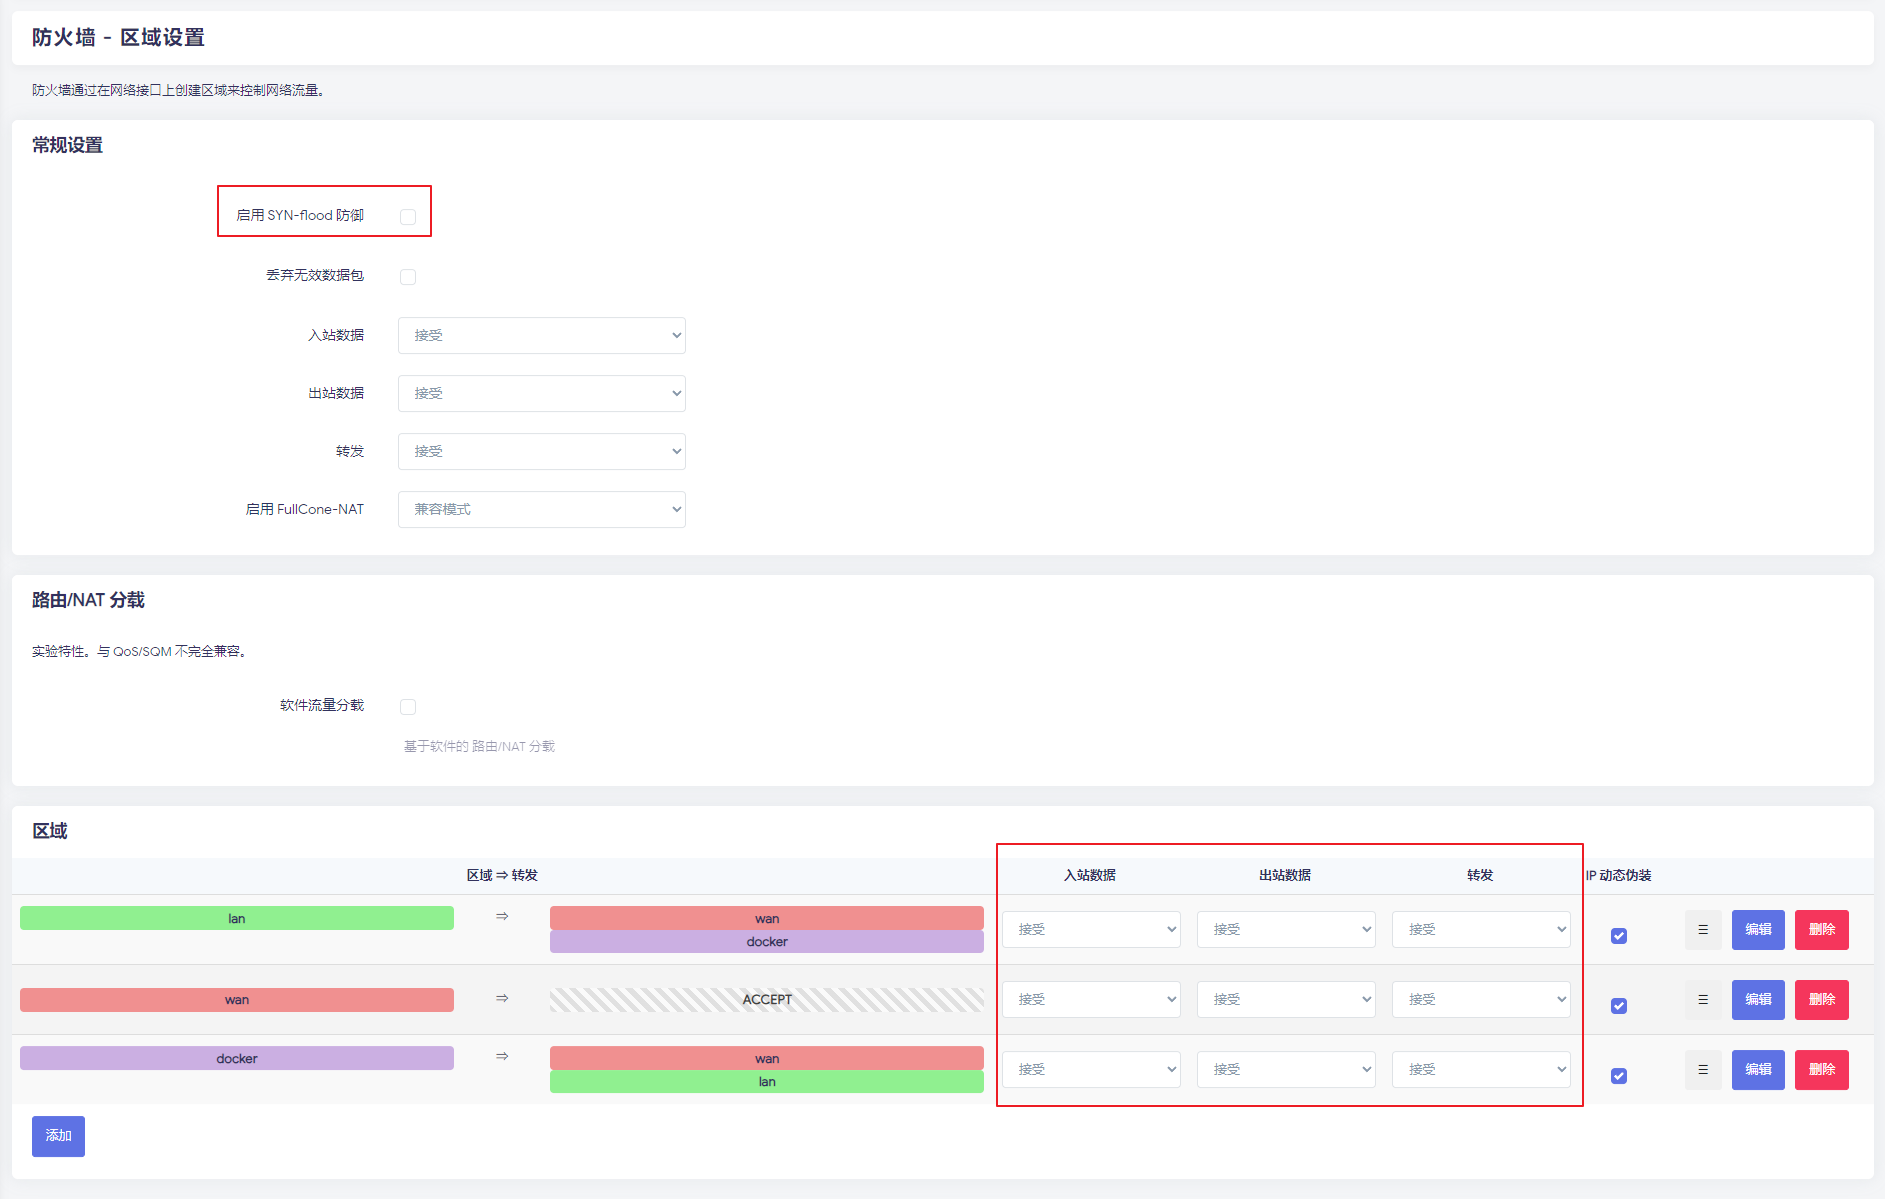 防火墙 - 区域设置
防火墙通过在网络接口上创建区域来控制网络流量。
常规设置
启用 SYN-flood 防御
丢弃无效数据包
入站数据
接受
出站数据
接受
转发
接受
启用 FullCone-NAT
兼容模式
路由/NAT 分载
实验特性。与 QoS/SQM 不完全兼容。
软件流量分载
基于软件的 路由/NAT 分载
区域
区域 ⇒ 转发 入站数据 出站数据 转发 IP 动态伪装
lan ⇒ wan 接受 接受 接受 ☰ 编辑 删除
docker
wan ⇒ ACCEPT 接受 接受 接受 ☰ 编辑 删除
docker ⇒ wan 接受 接受 接受 ☰ 编辑 删除
lan
添加